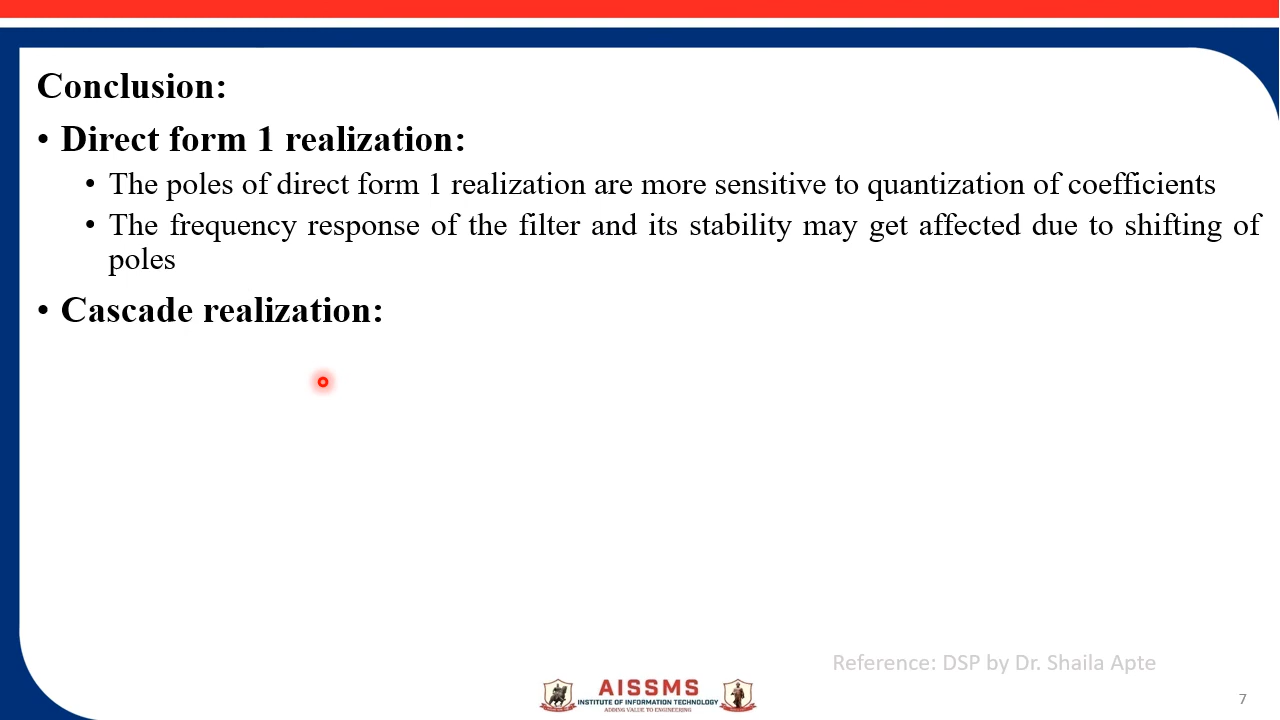 Conclusion:
• Direct form 1 realization:
• The poles of direct form 1 realization are more sensitive to quantization of coefficients
• The frequency response of the filter and its stability may get affected due to shifting of
poles
• Cascade realization:
Reference: DSP by Dr. Shaila Apte
AISSMS
INSTITUTE OF INFORMATION TECHNOLOGY
ADDING VALUE TO ENGINEERING
7